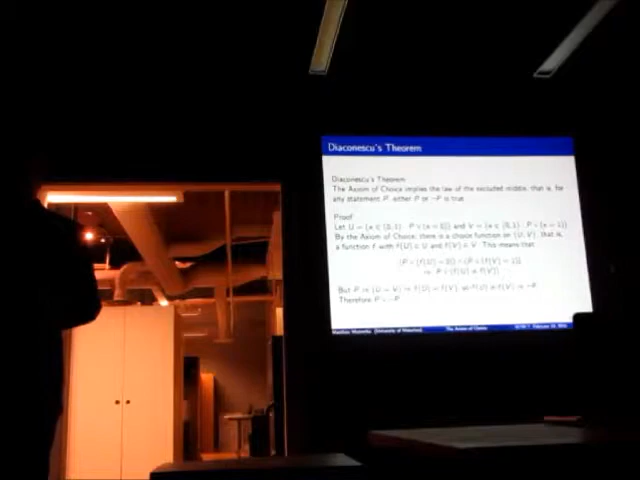 Diaconescu's Theorem
Diaconescu's Theorem
The Axiom of Choice implies the law of the excluded middle, that is, for
any statement P, either P or ¬P is true
Proof
Let U = {x ∈ {0, 1} : P ∨ (x = 0)} and V = {x ∈ {0, 1} : P ∨ (x = 1)}
By the Axiom of Choice, there is a choice function on {U, V}, that is,
a function f with f(U) ∈ U and f(V) ∈ V. This means that
(P ∨ (f(U) = 0)) ∧ (P ∨ (f(V) = 1))
⇒ P ∨ (f(U) ≠ f(V))
But P ⇒ (U = V) ⇒ f(U) = f(V), so f(U) ≠ f(V) ⇒ ¬P
Therefore P ∨ ¬P
The Axiom of Choice